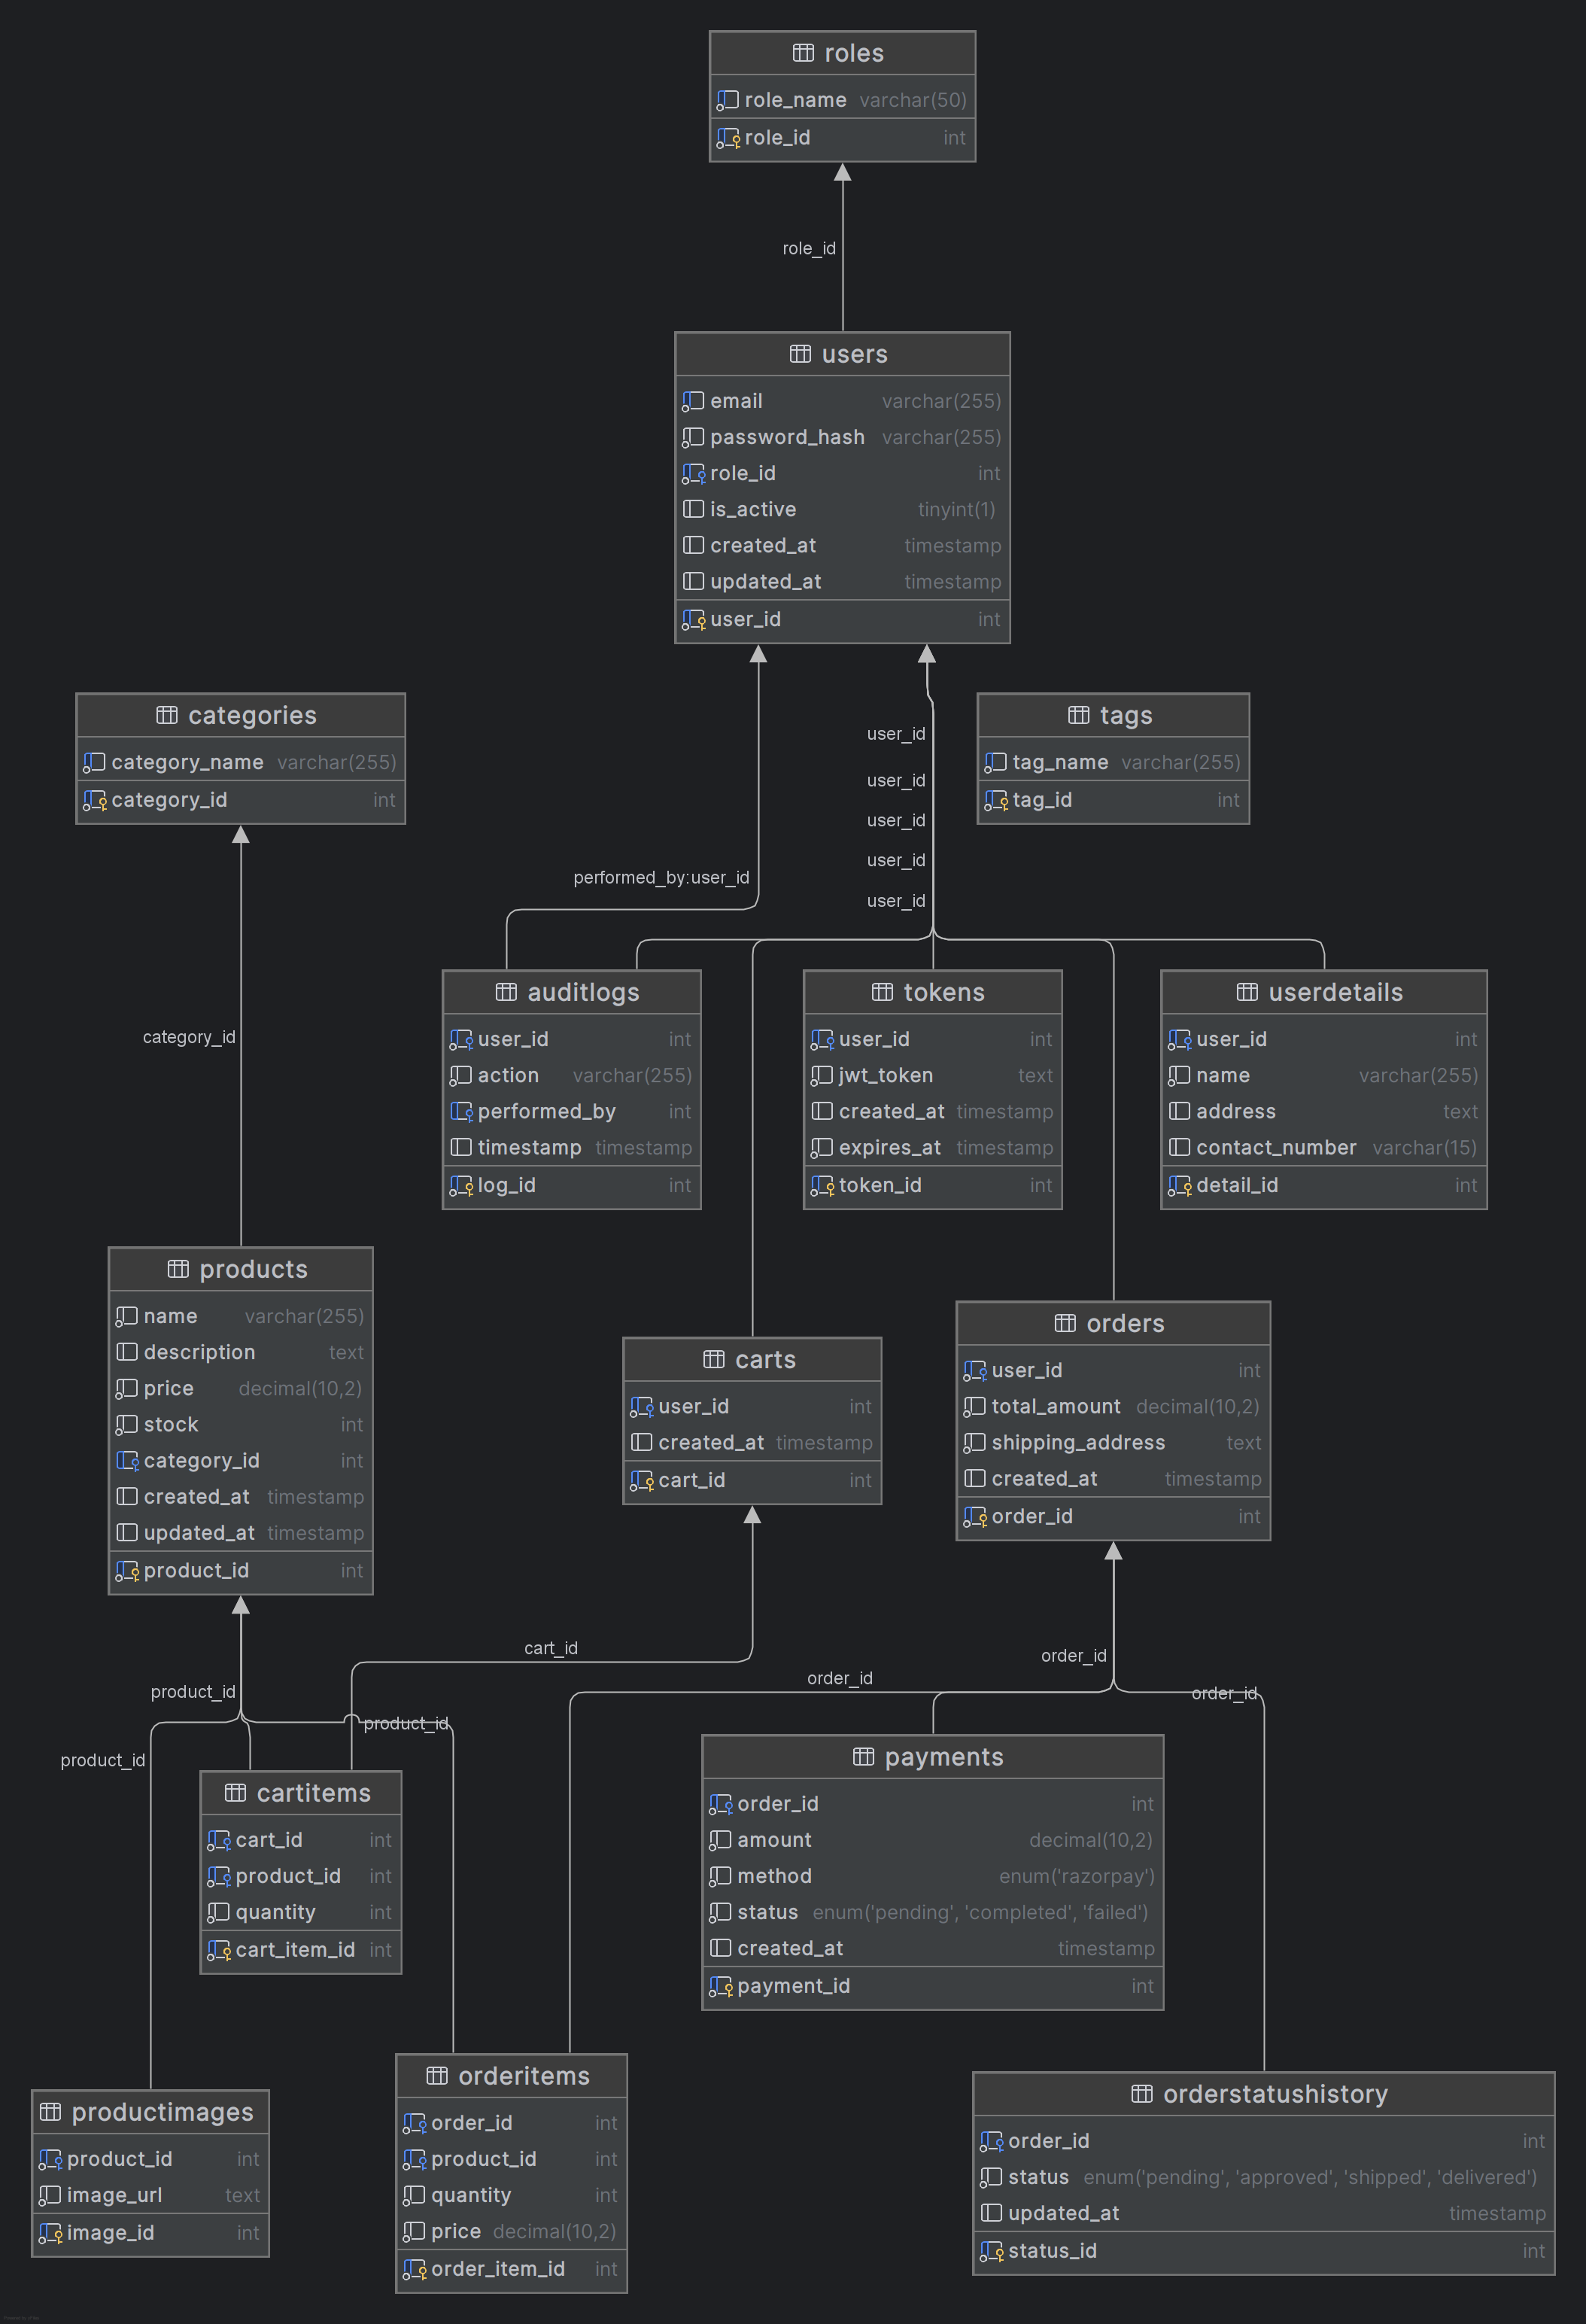 roles
role_name varchar(50)
role_id int
role_id
users
email varchar(255)
password_hash varchar(255)
role_id int
is_active tinyint(1)
created_at timestamp
updated_at timestamp
user_id int
categories
category_name varchar(255)
category_id int
tags
tag_name varchar(255)
tag_id int
user_id
user_id
user_id
user_id
user_id
performed_by:user_id
category_id
auditlogs
user_id int
action varchar(255)
performed_by int
timestamp timestamp
log_id int
tokens
user_id int
jwt_token text
created_at timestamp
expires_at timestamp
token_id int
userdetails
user_id int
name varchar(255)
address text
contact_number varchar(15)
detail_id int
products
name varchar(255)
description text
price decimal(10,2)
stock int
category_id int
created_at timestamp
updated_at timestamp
product_id int
carts
user_id int
created_at timestamp
cart_id int
orders
user_id int
total_amount decimal(10,2)
shipping_address text
created_at timestamp
order_id int
cart_id
order_id
order_id
order_id
product_id
product_id
product_id
cartitems
cart_id int
product_id int
quantity int
cart_item_id int
payments
order_id int
amount decimal(10,2)
method enum('razorpay')
status enum('pending', 'completed', 'failed')
created_at timestamp
payment_id int
productimages
product_id int
image_url text
image_id int
orderitems
order_id int
product_id int
quantity int
price decimal(10,2)
order_item_id int
orderstatushistory
order_id int
status enum('pending', 'approved', 'shipped', 'delivered')
updated_at timestamp
status_id int